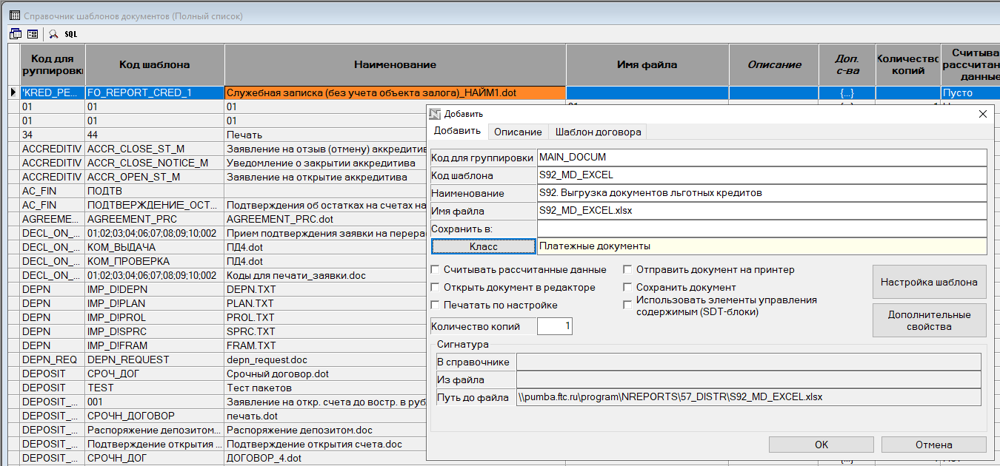 Справочник шаблонов документов (Полный список)
SQL
Код для
руппировки
Код шаблона
Наименование
Имя файла
Описание
Доп.
с-ва
Количество
копий
Считыва
рассчитан
данные
'KRED_PE... FO_REPORT_CRED_1 Служебная записка (без учета объекта залога)_НАЙМ1.dot {...} Пусто
01 01 01
01 01 01
34 44 Печать
ACCREDITIV ACCR_CLOSE_ST_M Заявление на отзыв (отмену) аккредитив
ACCREDITIV ACCR_CLOSE_NOTICE_M Уведомление о закрытии аккредитива
ACCREDITIV ACCR_OPEN_ST_M Заявление на открытие аккредитива
AC_FIN ПОДТВ
AC_FIN ПОДТВЕРЖДЕНИЕ_ОСТ... Подтверждения об остатках на счетах на
AGREEME... AGREEMENT_PRC AGREEMENT_PRC.dot
DECL_ON_... 01;02;03;04;06;07;08;09;10;002 Прием подтверждения заявки на перера
DECL_ON_... КОМ_ВЫДАЧА ПД4.dot
DECL_ON_... КОМ_ПРОВЕРКА ПД4.dot
DECL_ON_... 01;02;03;04;06;07;08;09;10;002 Коды для печати_заявки.doc
DEPN IMP_D!DEPN DEPN.TXT
DEPN IMP_D!PLAN PLAN.TXT
DEPN IMP_D!PROL PROL.TXT
DEPN IMP_D!SPRC SPRC.TXT
DEPN IMP_D!FRAM FRAM.TXT
DEPN_REQ DEPN_REQUEST depn_request.doc
DEPOSIT СРОЧ_ДОГ Срочный договор.dot
DEPOSIT TEST Тест пакетов
DEPOSIT_... 001 Заявление на откр. счета до востр. в руб
DEPOSIT_... СРОЧН_ДОГОВОР печать.dot
DEPOSIT_... Распоряжение депозитом... Распоряжение депозитом.doc
DEPOSIT_... Подтверждение открытия ... Подтверждение открытия счета.doc
DEPOSIT_... СРОЧН_ДОГ ДОГОВОР_4.dot
Добавить
Добавить Описание Шаблон договора
Код для группировки MAIN_DOCUM
Код шаблона S92_MD_EXCEL
Наименование S92. Выгрузка документов льготных кредитов
Имя файла S92_MD_EXCEL.xlsx
Сохранить в:
Класс Платежные документы
Считывать рассчитанные данные Отправить документ на принтер
Открыть документ в редакторе Сохранить документ
Печатать по настройке Использовать элементы управления
содержимым (SDT-блоки)
Настройка шаблона
Дополнительные
свойства
Количество копий 1
Сигнатура
В справочнике
Из файла
Путь до файла \\pumba.ftc.ru\program\NREPORTS\57_DISTR\S92_MD_EXCEL.xlsx
OK Отмена